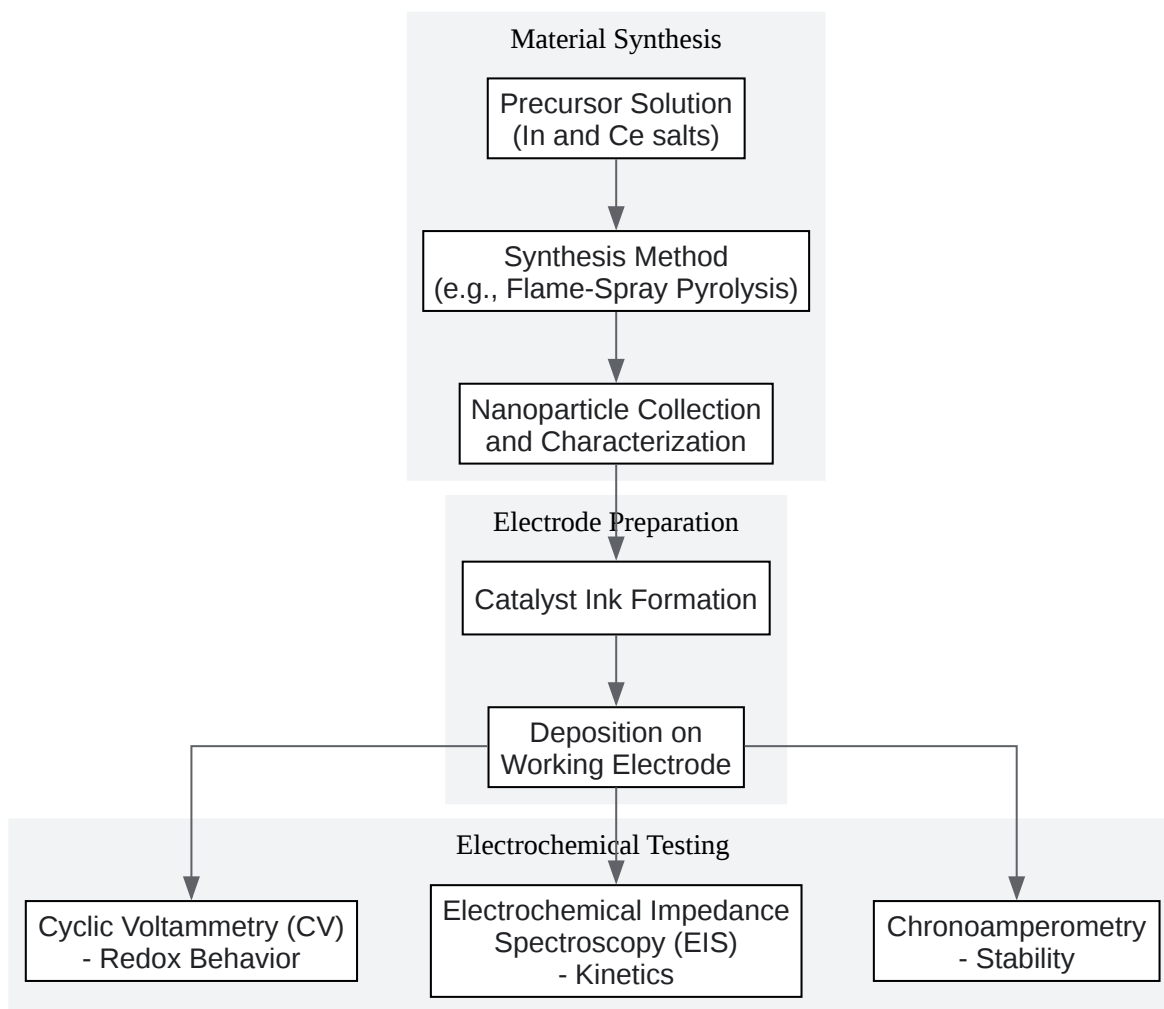 Material Synthesis
Precursor Solution
(In and Ce salts)
Synthesis Method
(e.g., Flame-Spray Pyrolysis)
Nanoparticle Collection
and Characterization
Electrode Preparation
Catalyst Ink Formation
Deposition on
Working Electrode
Electrochemical Testing
Cyclic Voltammetry (CV)
- Redox Behavior
Electrochemical Impedance
Spectroscopy (EIS)
- Kinetics
Chronoamperometry
- Stability